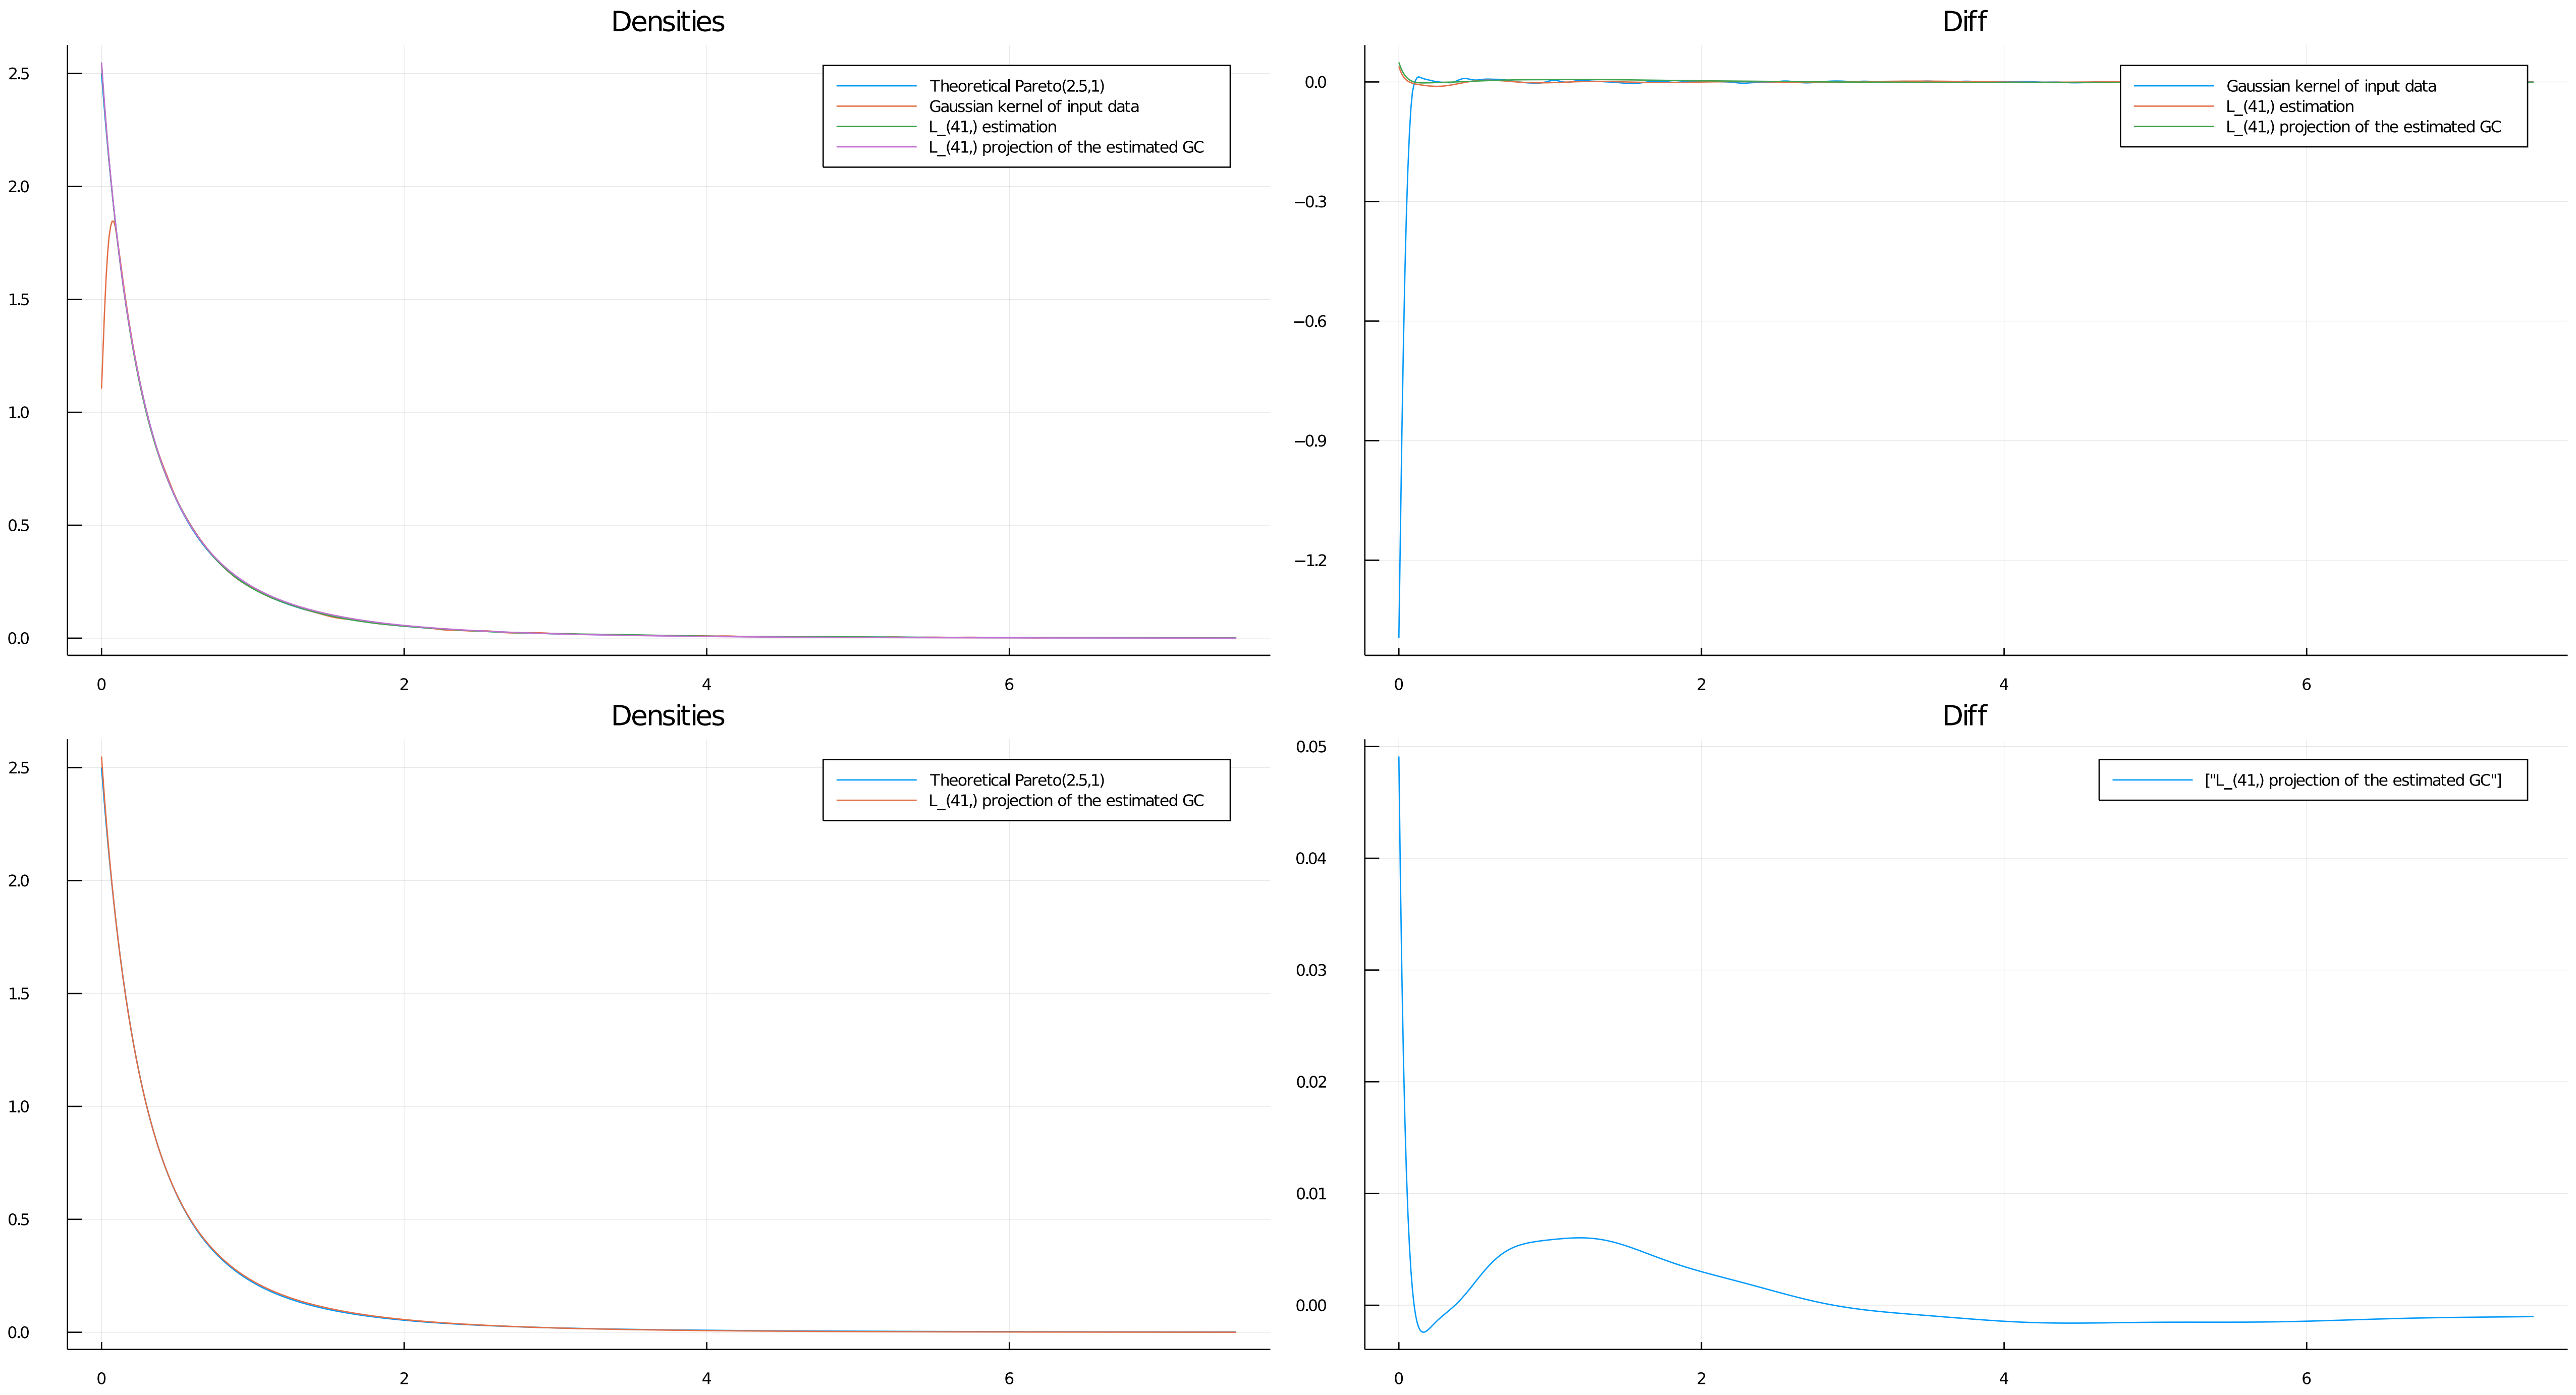 Densities
2.5
2.0
1.5
1.0
0.5
0.0
0 2 4 6
Theoretical Pareto(2.5,1)
Gaussian kernel of input data
L_(41,) estimation
L_(41,) projection of the estimated GC
Diff
0.0
−0.3
−0.6
−0.9
−1.2
0 2 4 6
Gaussian kernel of input data
L_(41,) estimation
L_(41,) projection of the estimated GC
Densities
2.5
2.0
1.5
1.0
0.5
0.0
0 2 4 6
Theoretical Pareto(2.5,1)
L_(41,) projection of the estimated GC
Diff
0.05
0.04
0.03
0.02
0.01
0.00
0 2 4 6
["L_(41,) projection of the estimated GC"]